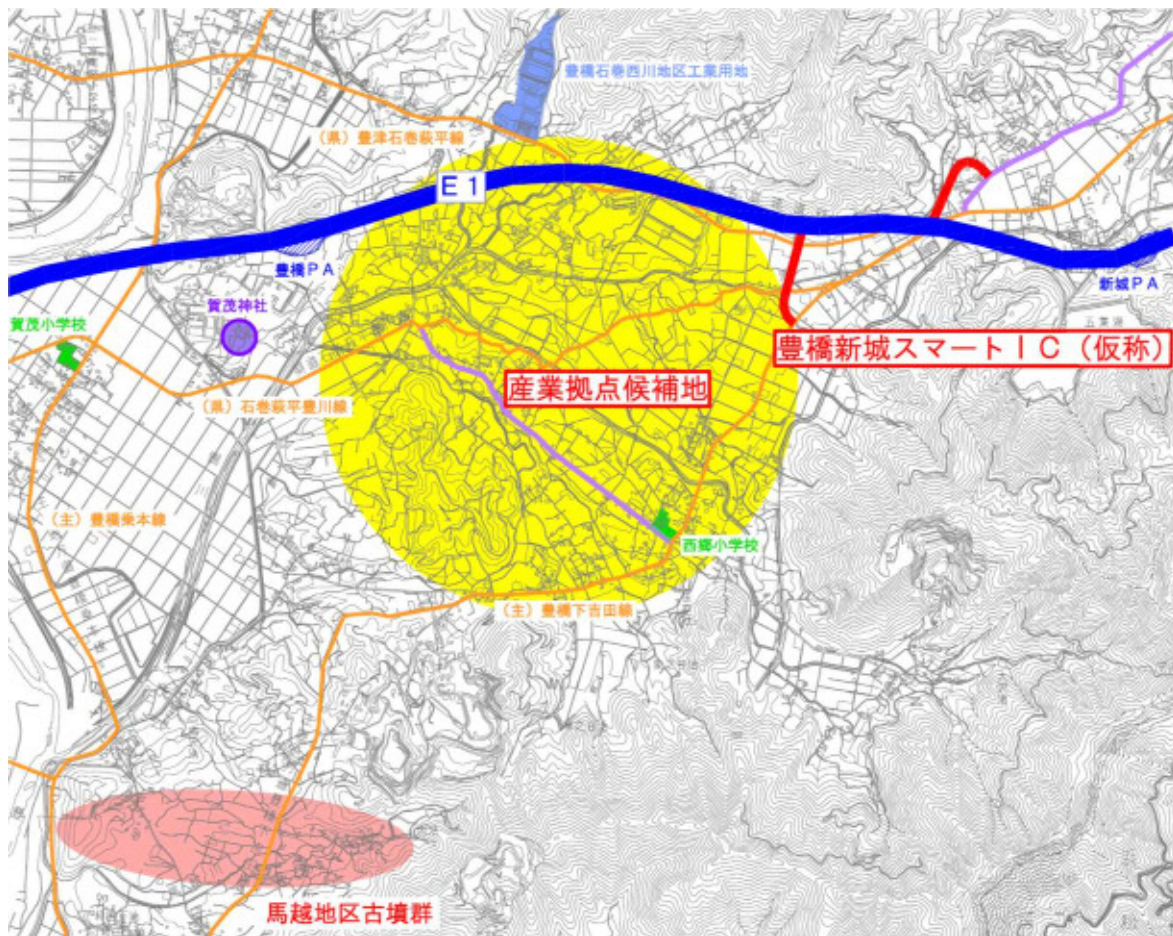 豊橋石巻西川地区工業用地
（県）豊津石巻萩平線
E1
豊橋PA
新城PA
賀茂神社
賀茂小学校
豊橋新城スマートIC（仮称）
産業拠点候補地
（県）石巻萩平豊川線
（主）豊橋乗本線
西郷小学校
（主）豊橋下吉田線
馬越地区古墳群